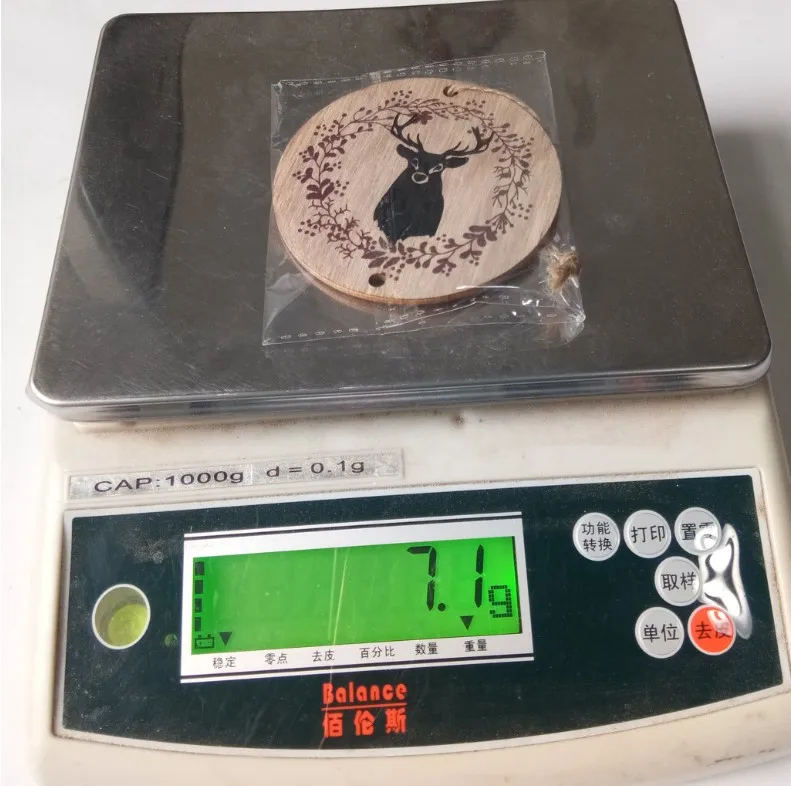 CAP:1000g d=0.1g
7.1g
稳定 零点 去皮 百分比 数量 重量
功能
转换
打印
置零
取样
单位
去皮
Balance
佰伦斯